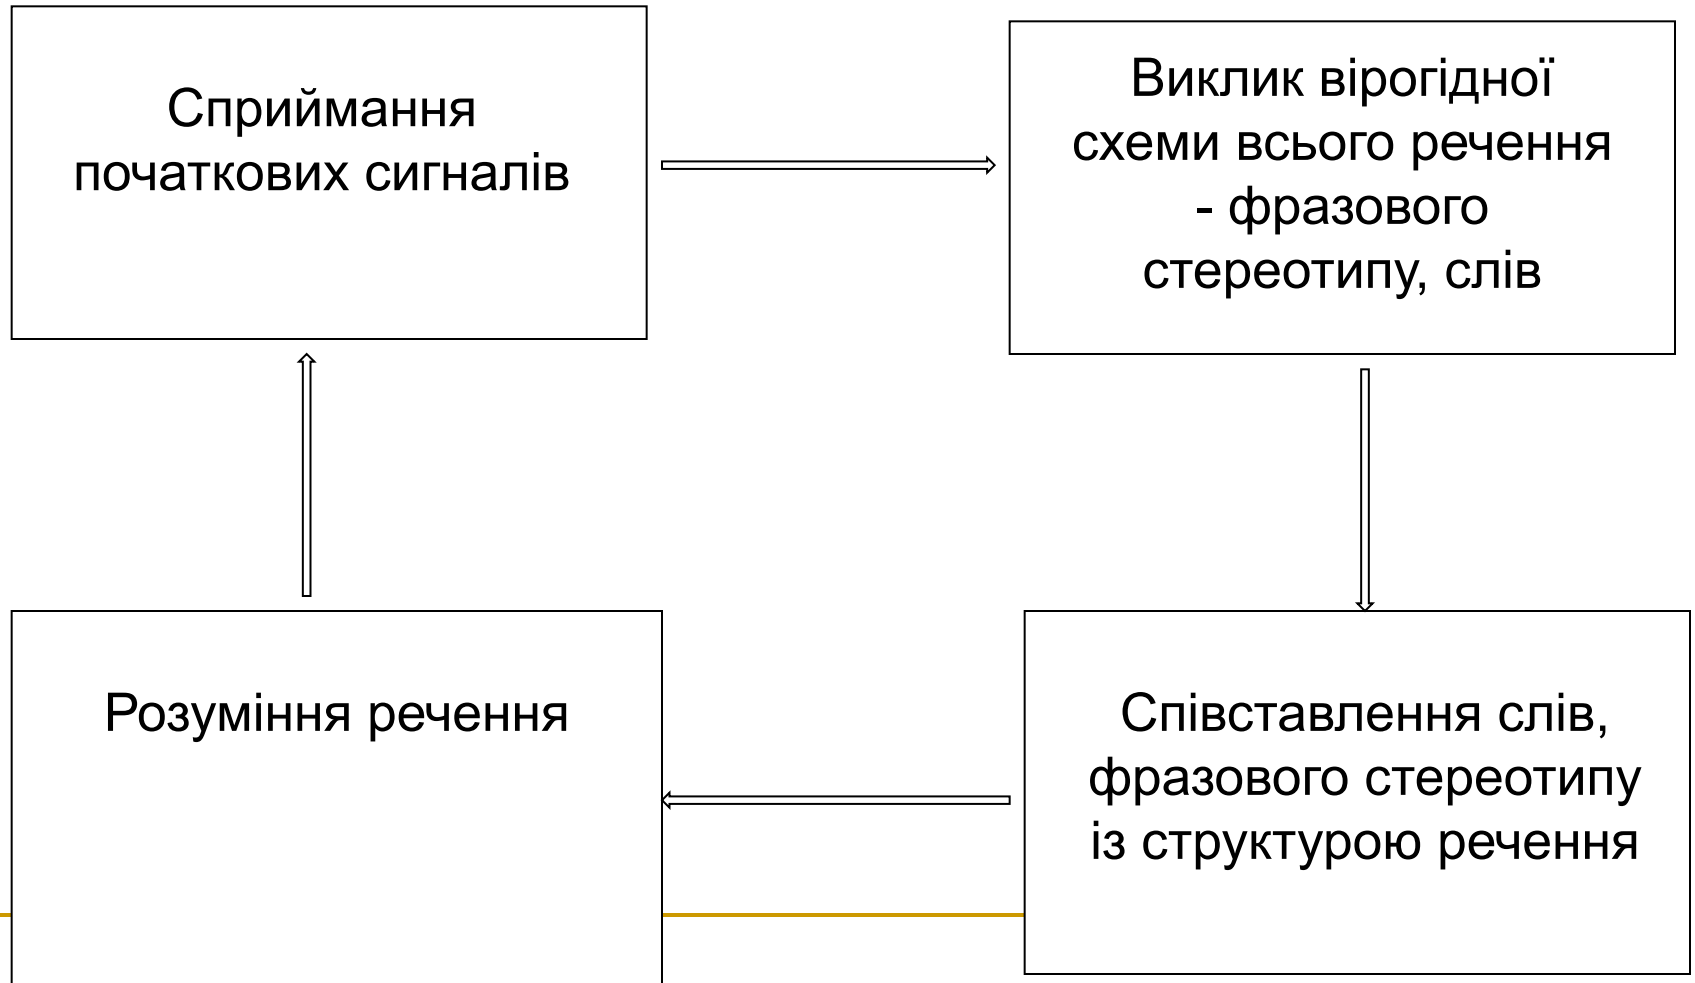 Сприймання
початкових сигналів
Виклик вірогідної
схеми всього речення
- фразового
стереотипу, слів
Розуміння речення
Співставлення слів,
фразового стереотипу
із структурою речення